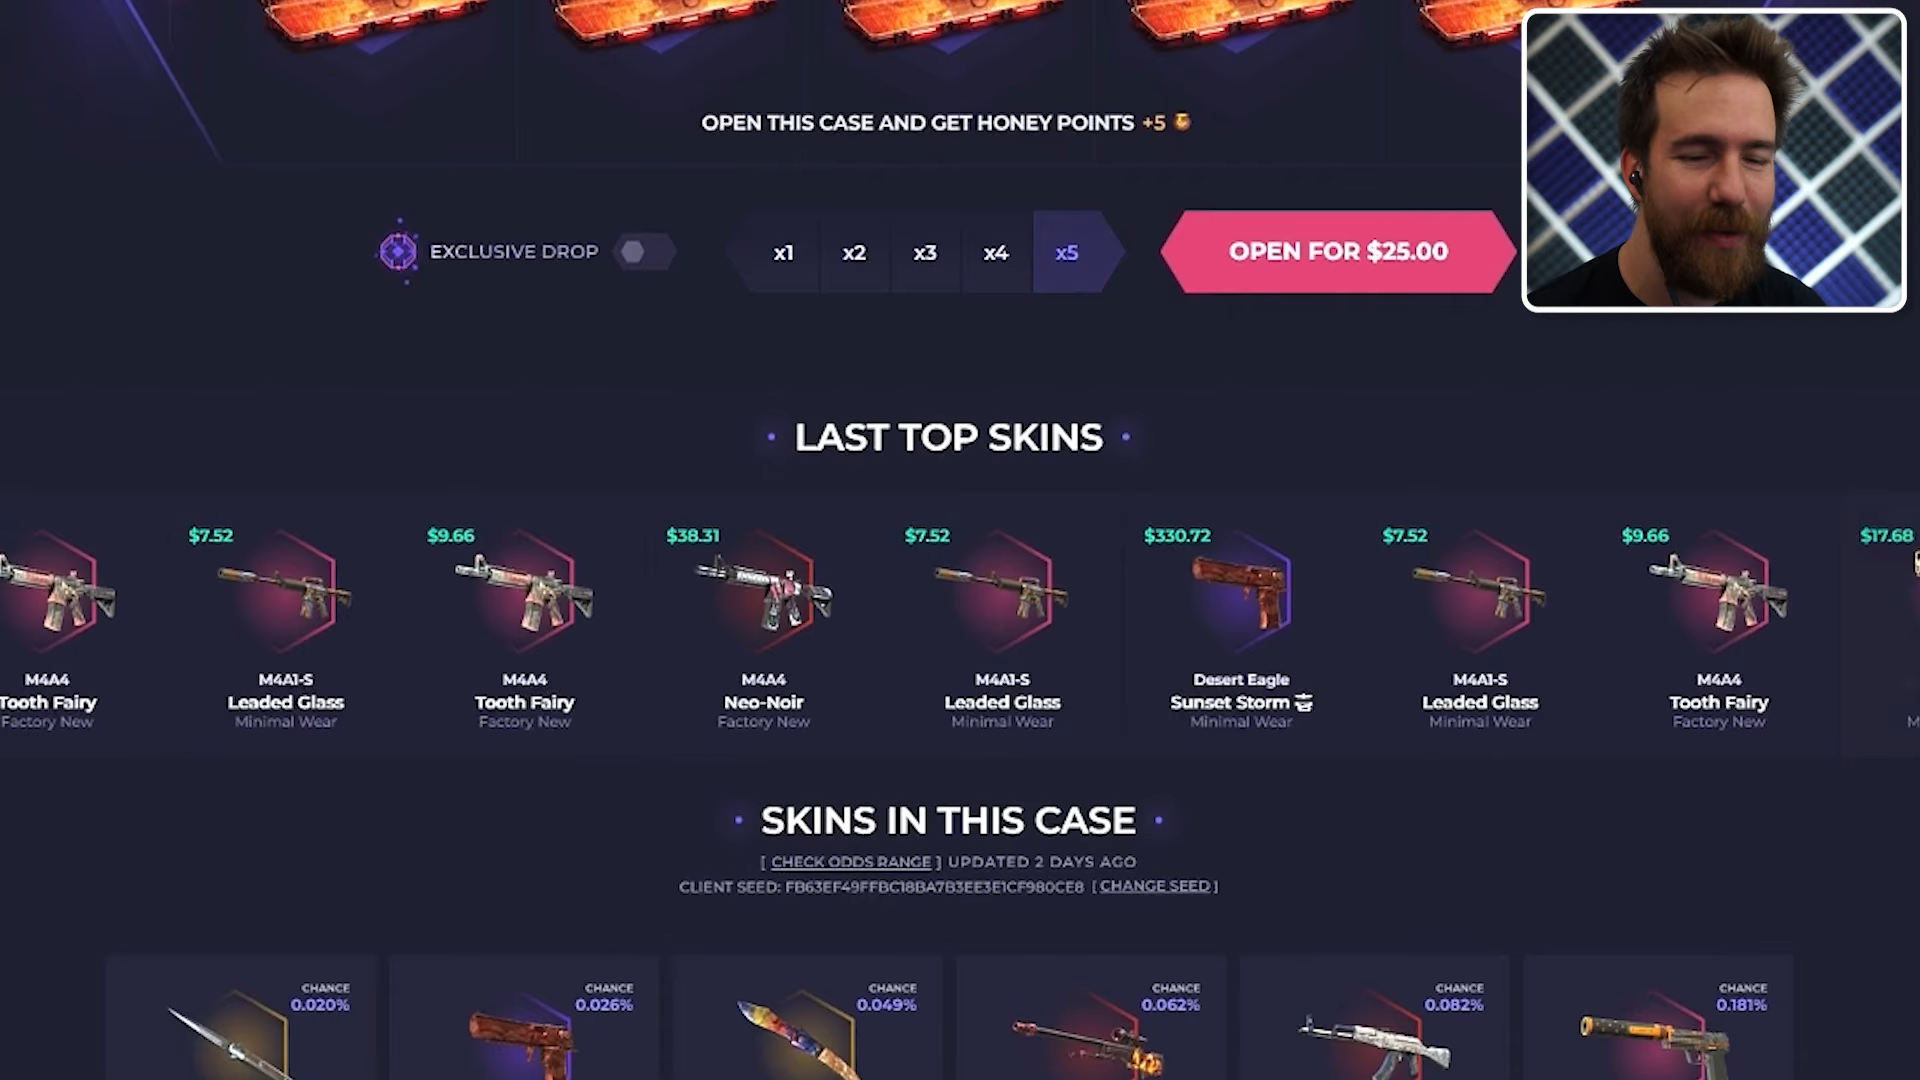 OPEN THIS CASE AND GET HONEY POINTS +5
EXCLUSIVE DROP
x1 x2 x3 x4 x5
OPEN FOR $25.00
LAST TOP SKINS
$7.52 $9.66 $38.31 $7.52 $330.72 $7.52 $9.66 $17.68
M4A4 M4A1-S M4A4 M4A4 M4A1-S Desert Eagle M4A1-S M4A4
Tooth Fairy Leaded Glass Tooth Fairy Neo-Noir Leaded Glass Sunset Storm 壱 Leaded Glass Tooth Fairy
Factory New Minimal Wear Factory New Factory New Minimal Wear Minimal Wear Minimal Wear Factory New M
SKINS IN THIS CASE
[ CHECK ODDS RANGE ] UPDATED 2 DAYS AGO
CLIENT SEED: FB63EF49FFBC18BA7B3EE3E1CF980CE8 [ CHANGE SEED ]
CHANCE CHANCE CHANCE CHANCE CHANCE CHANCE
0.020% 0.026% 0.049% 0.062% 0.082% 0.181%